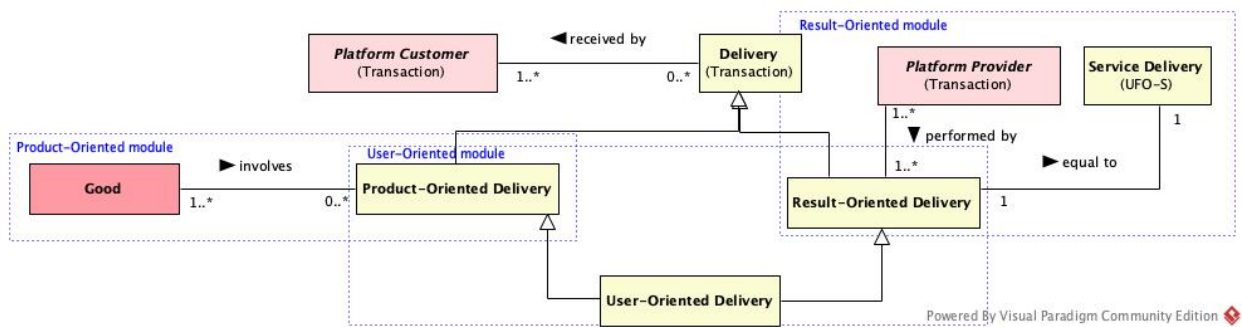 Result-Oriented module
received by
Platform Customer
(Transaction)
1..*
0..*
Delivery
(Transaction)
Platform Provider
(Transaction)
Service Delivery
(UFO-S)
1..*
1
performed by
Product-Oriented module
User-Oriented module
involves
1..*
equal to
Good
1..*
0..*
Product-Oriented Delivery
Result-Oriented Delivery
1
User-Oriented Delivery
Powered By Visual Paradigm Community Edition